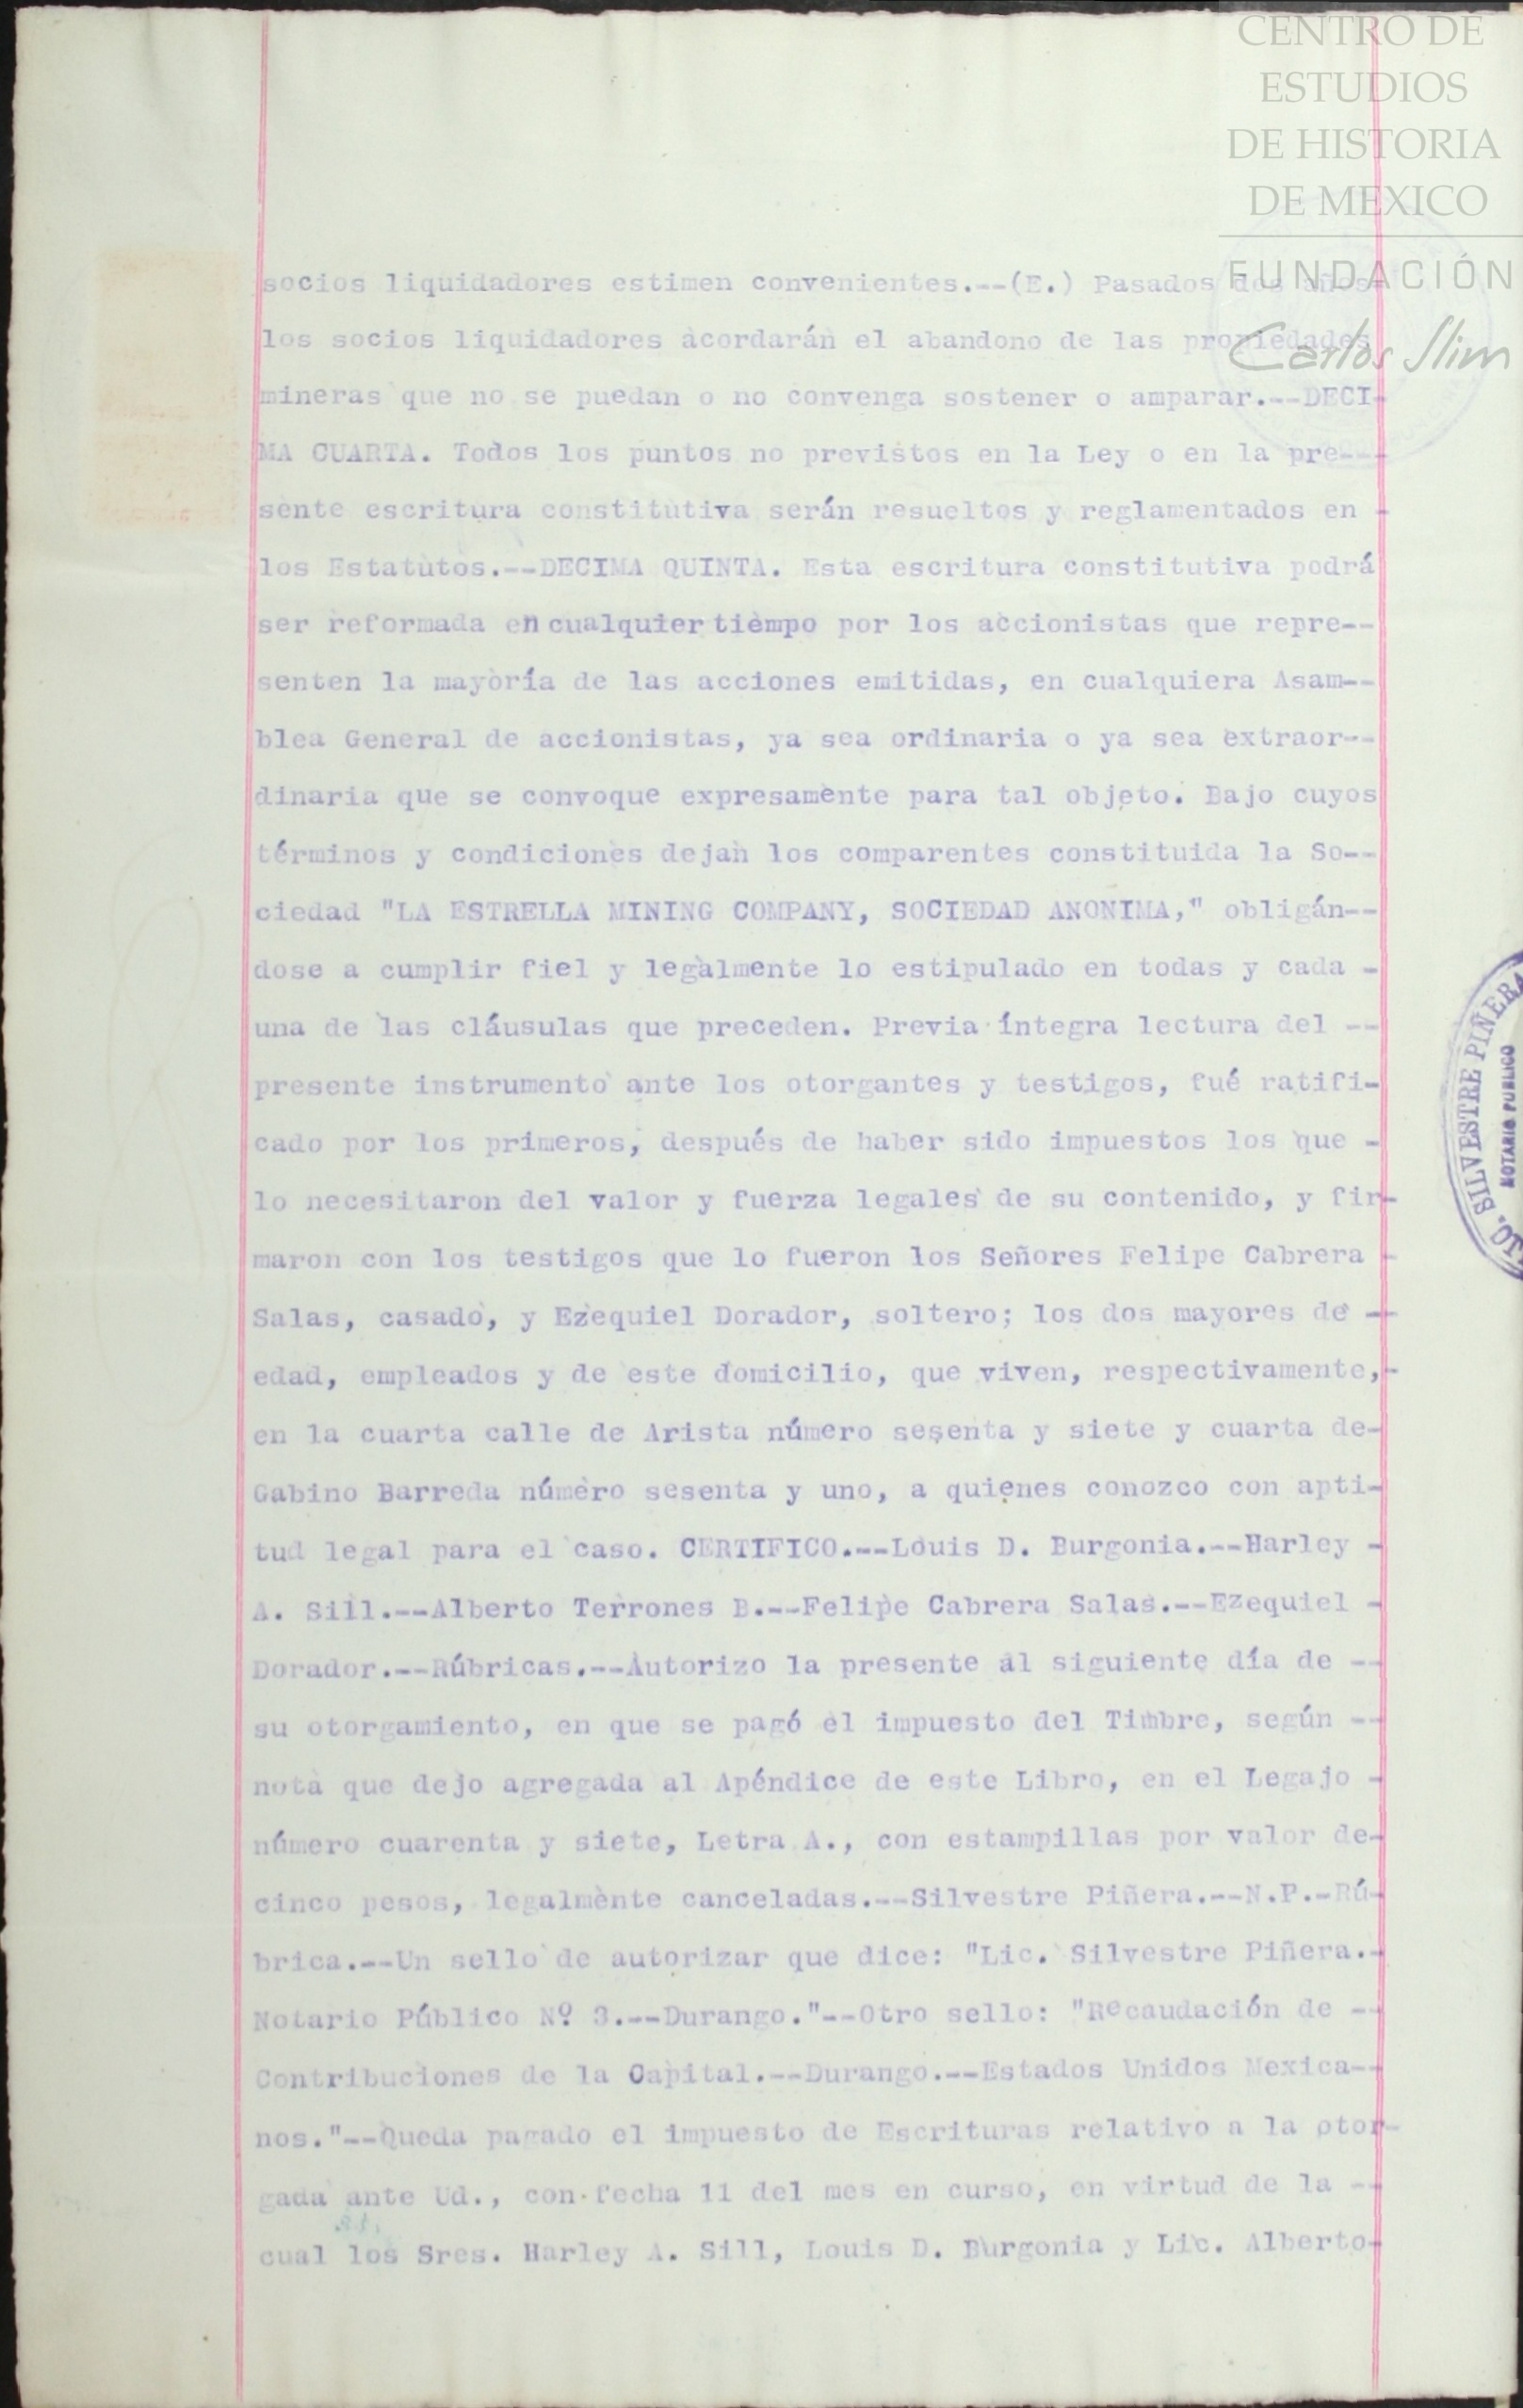 CENTRO DE
ESTUDIOS
DE HISTORIA
DE MEXICO
FUNDACIÓN
Carlos Slim
socios liquidadores estimen convenientes.--(E.) Pasados dos años
los socios liquidadores acordarán el abandono de las propiedades
mineras que no se puedan o no convenga sostener o amparar.--DECI-
MA CUARTA. Todos los puntos no previstos en la Ley o en la pre---
sente escritura constitutiva serán resueltos y reglamentados en -
los Estatutos.--DECIMA QUINTA. Esta escritura constitutiva podrá
ser reformada en cualquier tiempo por los accionistas que repre--
senten la mayoría de las acciones emitidas, en cualquiera Asam--
blea General de accionistas, ya sea ordinaria o ya sea extraor--
dinaria que se convoque expresamente para tal objeto. Bajo cuyos
términos y condiciones dejan los comparentes constituida la So--
ciedad "LA ESTRELLA MINING COMPANY, SOCIEDAD ANONIMA," obligán--
dose a cumplir fiel y legalmente lo estipulado en todas y cada -
una de las cláusulas que preceden. Previa íntegra lectura del --
presente instrumento ante los otorgantes y testigos, fué ratifi-
cado por los primeros, después de haber sido impuestos los que -
lo necesitaron del valor y fuerza legales de su contenido, y fir-
maron con los testigos que lo fueron los Señores Felipe Cabrera -
Salas, casado, y Ezequiel Dorador, soltero; los dos mayores de --
edad, empleados y de este domicilio, que viven, respectivamente,-
en la cuarta calle de Arista número sesenta y siete y cuarta de-
Gabino Barreda número sesenta y uno, a quienes conozco con apti-
tud legal para el caso. CERTIFICO.--Louis D. Burgonia.--Harley -
A. Sill.--Alberto Terrones B.--Felipe Cabrera Salas.--Ezequiel -
Dorador.--Rúbricas.--Autorizo la presente al siguiente día de --
su otorgamiento, en que se pagó el impuesto del Timbre, según --
nota que dejo agregada al Apéndice de este Libro, en el Legajo -
número cuarenta y siete, Letra A., con estampillas por valor de-
cinco pesos, legalmente canceladas.--Silvestre Piñera.--N.P.-Rú-
brica.--Un sello de autorizar que dice: "Lic. Silvestre Piñera.-
Notario Público Nº 3.--Durango."--Otro sello: "Recaudación de --
Contribuciones de la Capital.--Durango.--Estados Unidos Mexica--
nos."--Queda pagado el impuesto de Escrituras relativo a la otor-
gada ante Ud., con fecha 11 del mes en curso, en virtud de la --
cual los Sres. Harley A. Sill, Louis D. Burgonia y Lic. Alberto-
SILVESTRE PIÑERA
NOTARIO PUBLICO